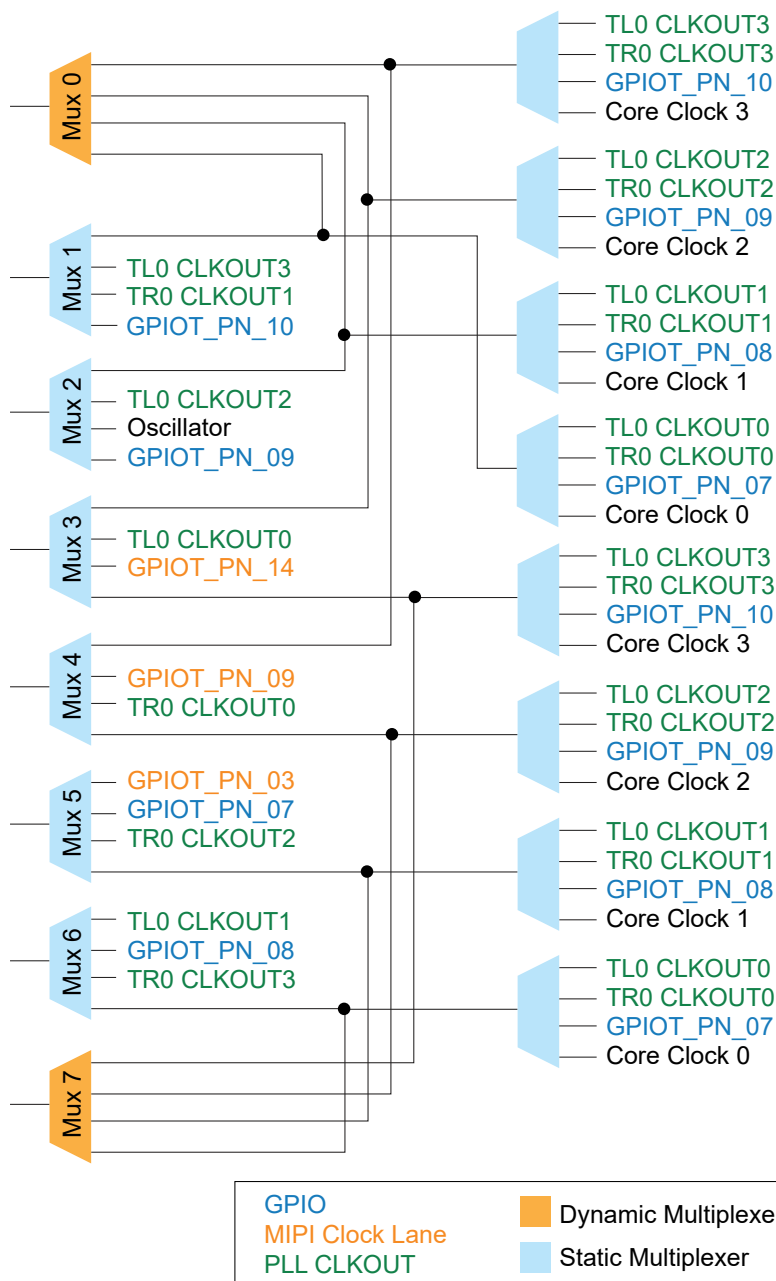 Mux 0
Mux 1
TL0 CLKOUT3
TR0 CLKOUT1
GPIOT_PN_10
Mux 2
TL0 CLKOUT2
Oscillator
GPIOT_PN_09
Mux 3
TL0 CLKOUT0
GPIOT_PN_14
Mux 4
GPIOT_PN_09
TR0 CLKOUT0
Mux 5
GPIOT_PN_03
GPIOT_PN_07
TR0 CLKOUT2
Mux 6
TL0 CLKOUT1
GPIOT_PN_08
TR0 CLKOUT3
Mux 7
TL0 CLKOUT3
TR0 CLKOUT3
GPIOT_PN_10
Core Clock 3
TL0 CLKOUT2
TR0 CLKOUT2
GPIOT_PN_09
Core Clock 2
TL0 CLKOUT1
TR0 CLKOUT1
GPIOT_PN_08
Core Clock 1
TL0 CLKOUT0
TR0 CLKOUT0
GPIOT_PN_07
Core Clock 0
TL0 CLKOUT3
TR0 CLKOUT3
GPIOT_PN_10
Core Clock 3
TL0 CLKOUT2
TR0 CLKOUT2
GPIOT_PN_09
Core Clock 2
TL0 CLKOUT1
TR0 CLKOUT1
GPIOT_PN_08
Core Clock 1
TL0 CLKOUT0
TR0 CLKOUT0
GPIOT_PN_07
Core Clock 0
GPIO
MIPI Clock Lane
PLL CLKOUT
Dynamic Multiplexe
Static Multiplexer